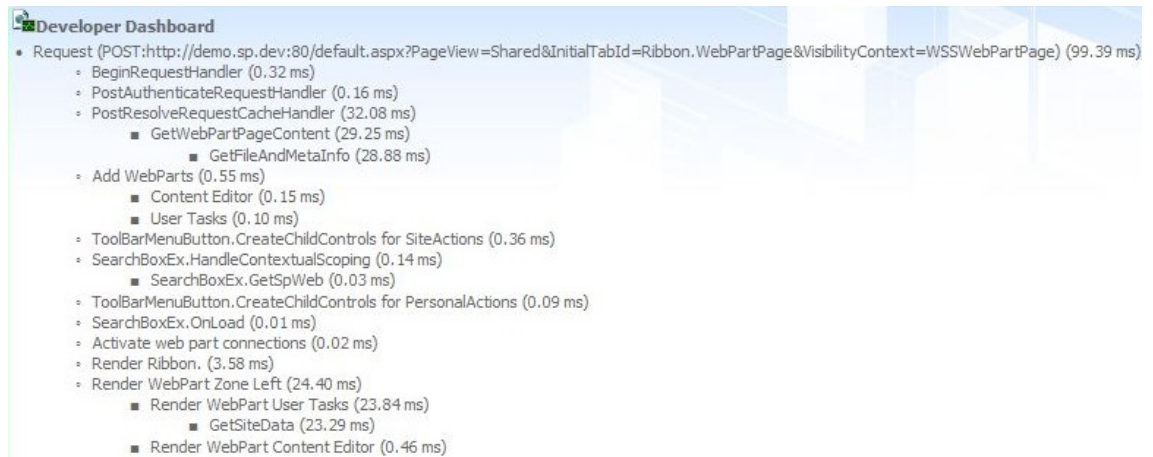 Developer Dashboard
Request (POST:http://demo.sp.dev:80/default.aspx?PageView=Shared&InitialTabId=Ribbon.WebPartPage&VisibilityContext=WSSWebPartPage) (99.39 ms)
BeginRequestHandler (0.32 ms)
PostAuthenticateRequestHandler (0.16 ms)
PostResolveRequestCacheHandler (32.08 ms)
GetWebPartPageContent (29.25 ms)
GetFileAndMetaInfo (28.88 ms)
Add WebParts (0.55 ms)
Content Editor (0.15 ms)
User Tasks (0.10 ms)
ToolBarMenuButton.CreateChildControls for SiteActions (0.36 ms)
SearchBoxEx.HandleContextualScoping (0.14 ms)
SearchBoxEx.GetSpWeb (0.03 ms)
ToolBarMenuButton.CreateChildControls for PersonalActions (0.09 ms)
SearchBoxEx.OnLoad (0.01 ms)
Activate web part connections (0.02 ms)
Render Ribbon. (3.58 ms)
Render WebPart Zone Left (24.40 ms)
Render WebPart User Tasks (23.84 ms)
GetSiteData (23.29 ms)
Render WebPart Content Editor (0.46 ms)